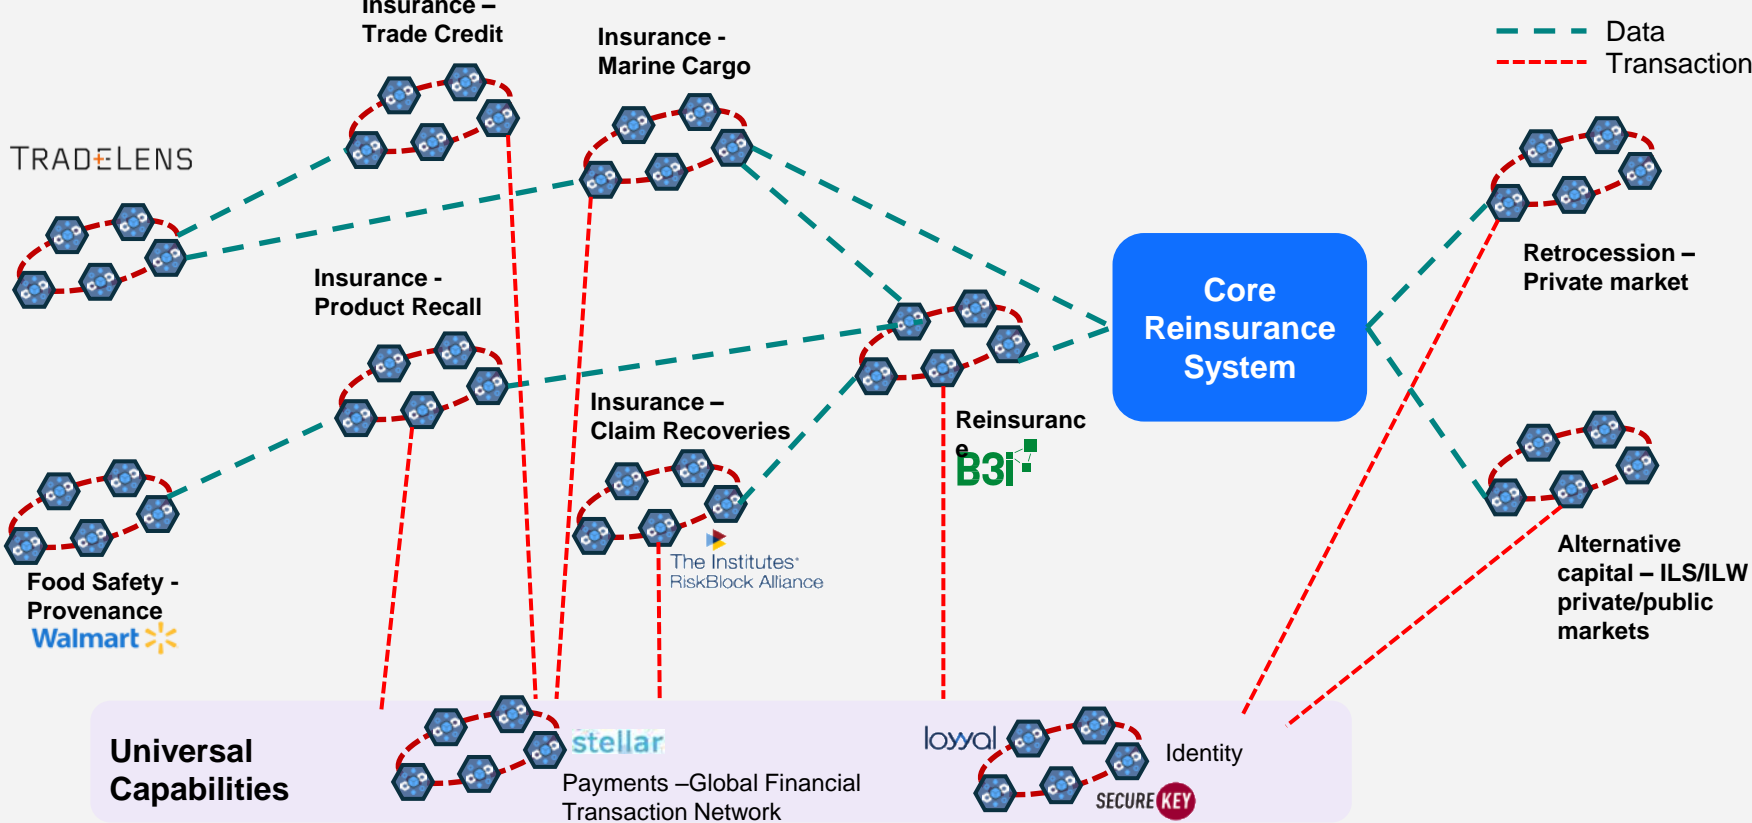 Insurance –
Trade Credit
Insurance -
Marine Cargo
Data
Transaction
TRADELENS
Retrocession –
Private market
Insurance -
Product Recall
Core
Reinsurance
System
Insurance –
Claim Recoveries
Reinsuranc
e
B3i
The Institutes
RiskBlock Alliance
Food Safety -
Provenance
Walmart
Alternative
capital – ILS/ILW
private/public
markets
Universal
Capabilities
stellar
Payments –Global Financial
Transaction Network
loyyal
Identity
SECURE KEY